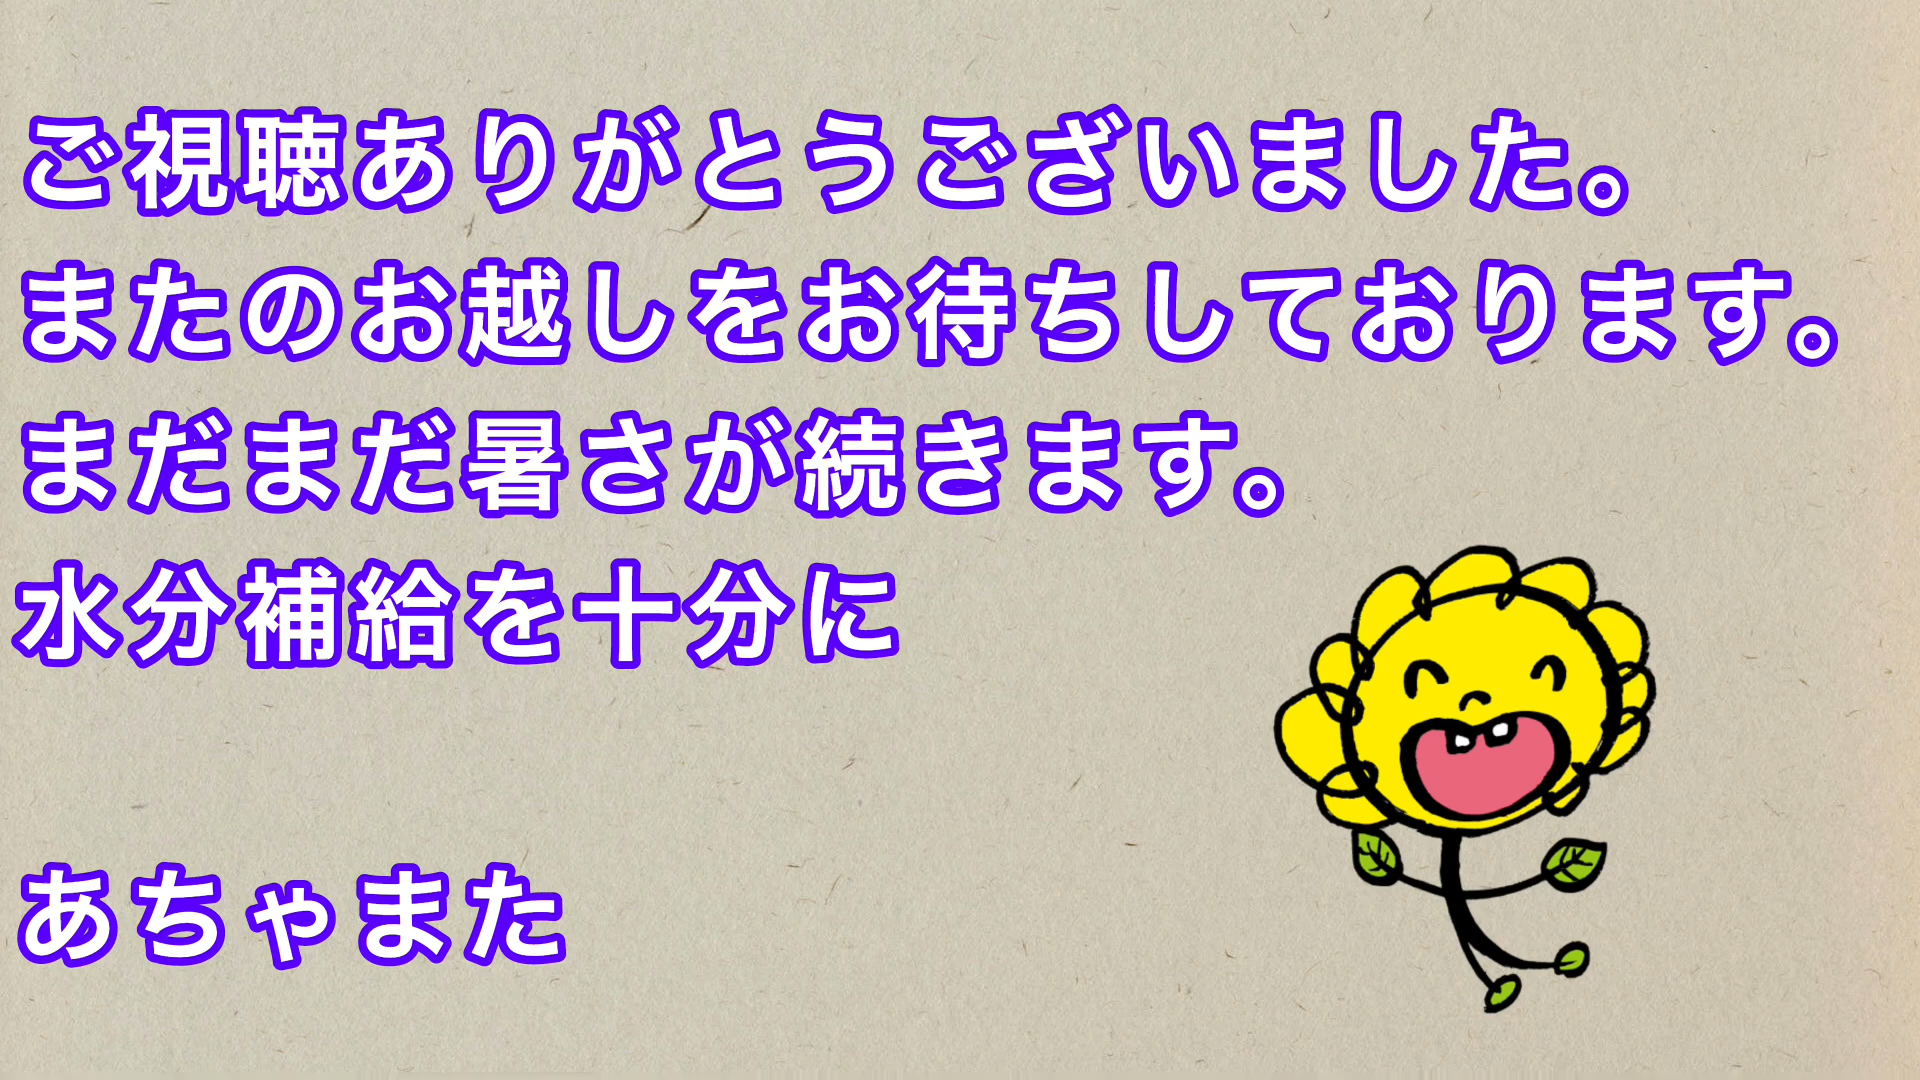 ご視聴ありがとうございました。
またのお越しをお待ちしております。
まだまだ暑さが続きます。
水分補給を十分に
あちゃまた